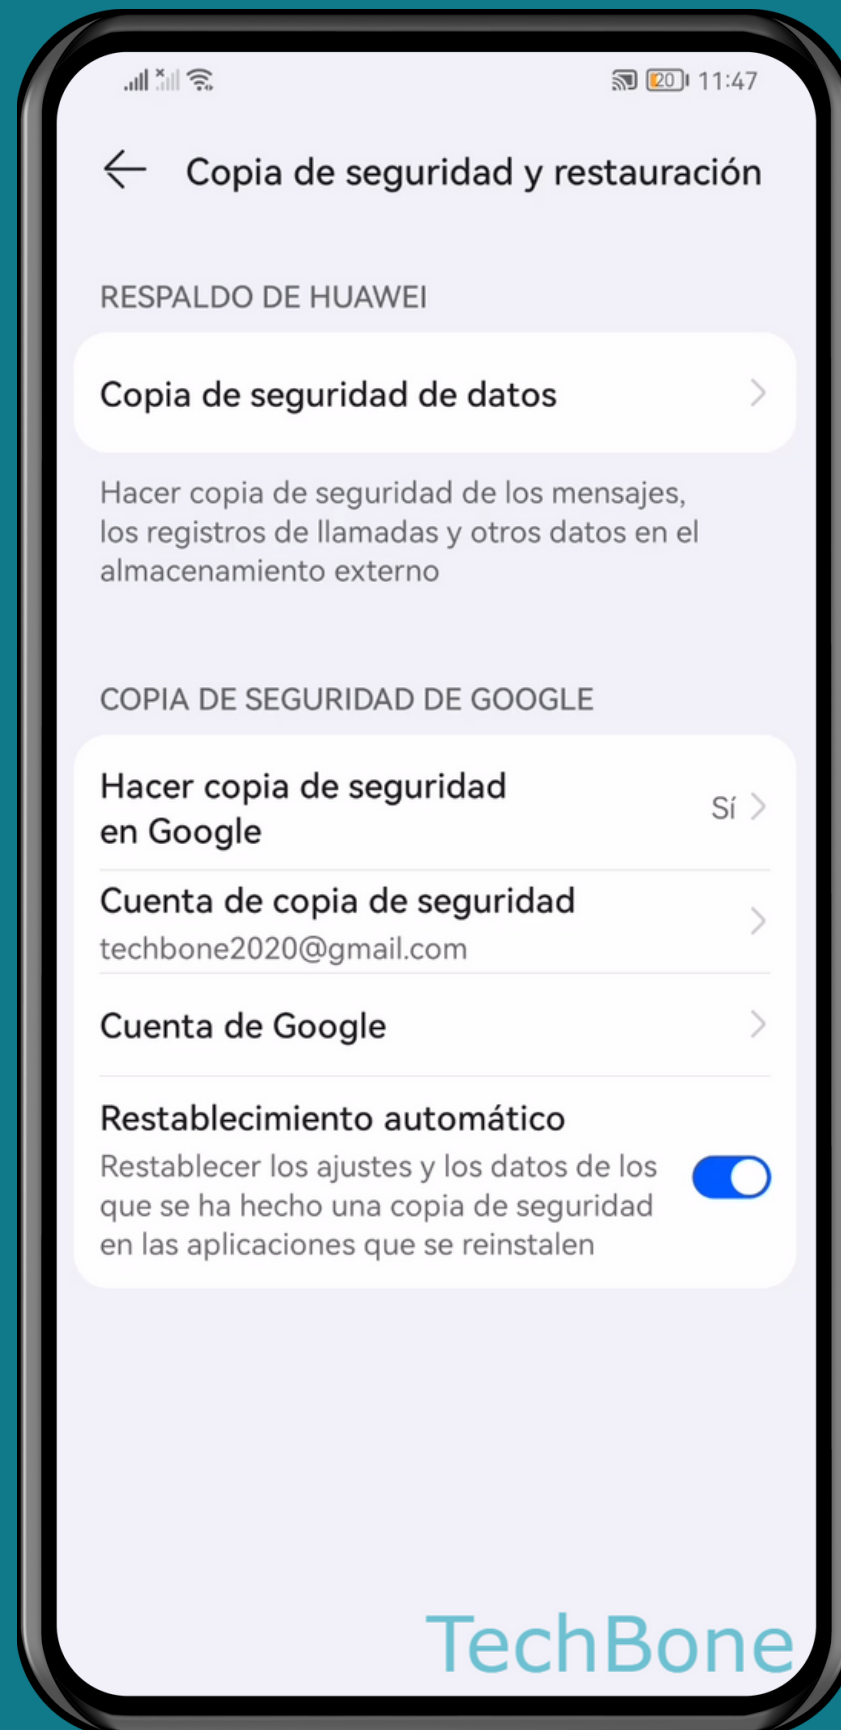 20 11:47
Copia de seguridad y restauración
RESPALDO DE HUAWEI
Copia de seguridad de datos
Hacer copia de seguridad de los mensajes,
los registros de llamadas y otros datos en el
almacenamiento externo
COPIA DE SEGURIDAD DE GOOGLE
Hacer copia de seguridad
en Google
Sí
Cuenta de copia de seguridad
techbone2020@gmail.com
Cuenta de Google
Restablecimiento automático
Restablecer los ajustes y los datos de los
que se ha hecho una copia de seguridad
en las aplicaciones que se reinstalen
TechBone